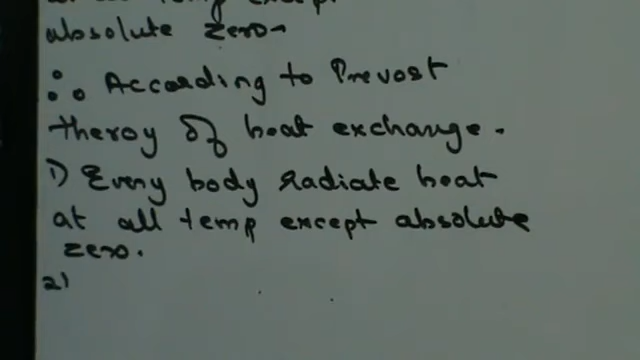 absolute zero
∴ According to Prevost
theroy of heat exchange.
1) Every body radiate heat
at all temp except absolute
zero.
2)